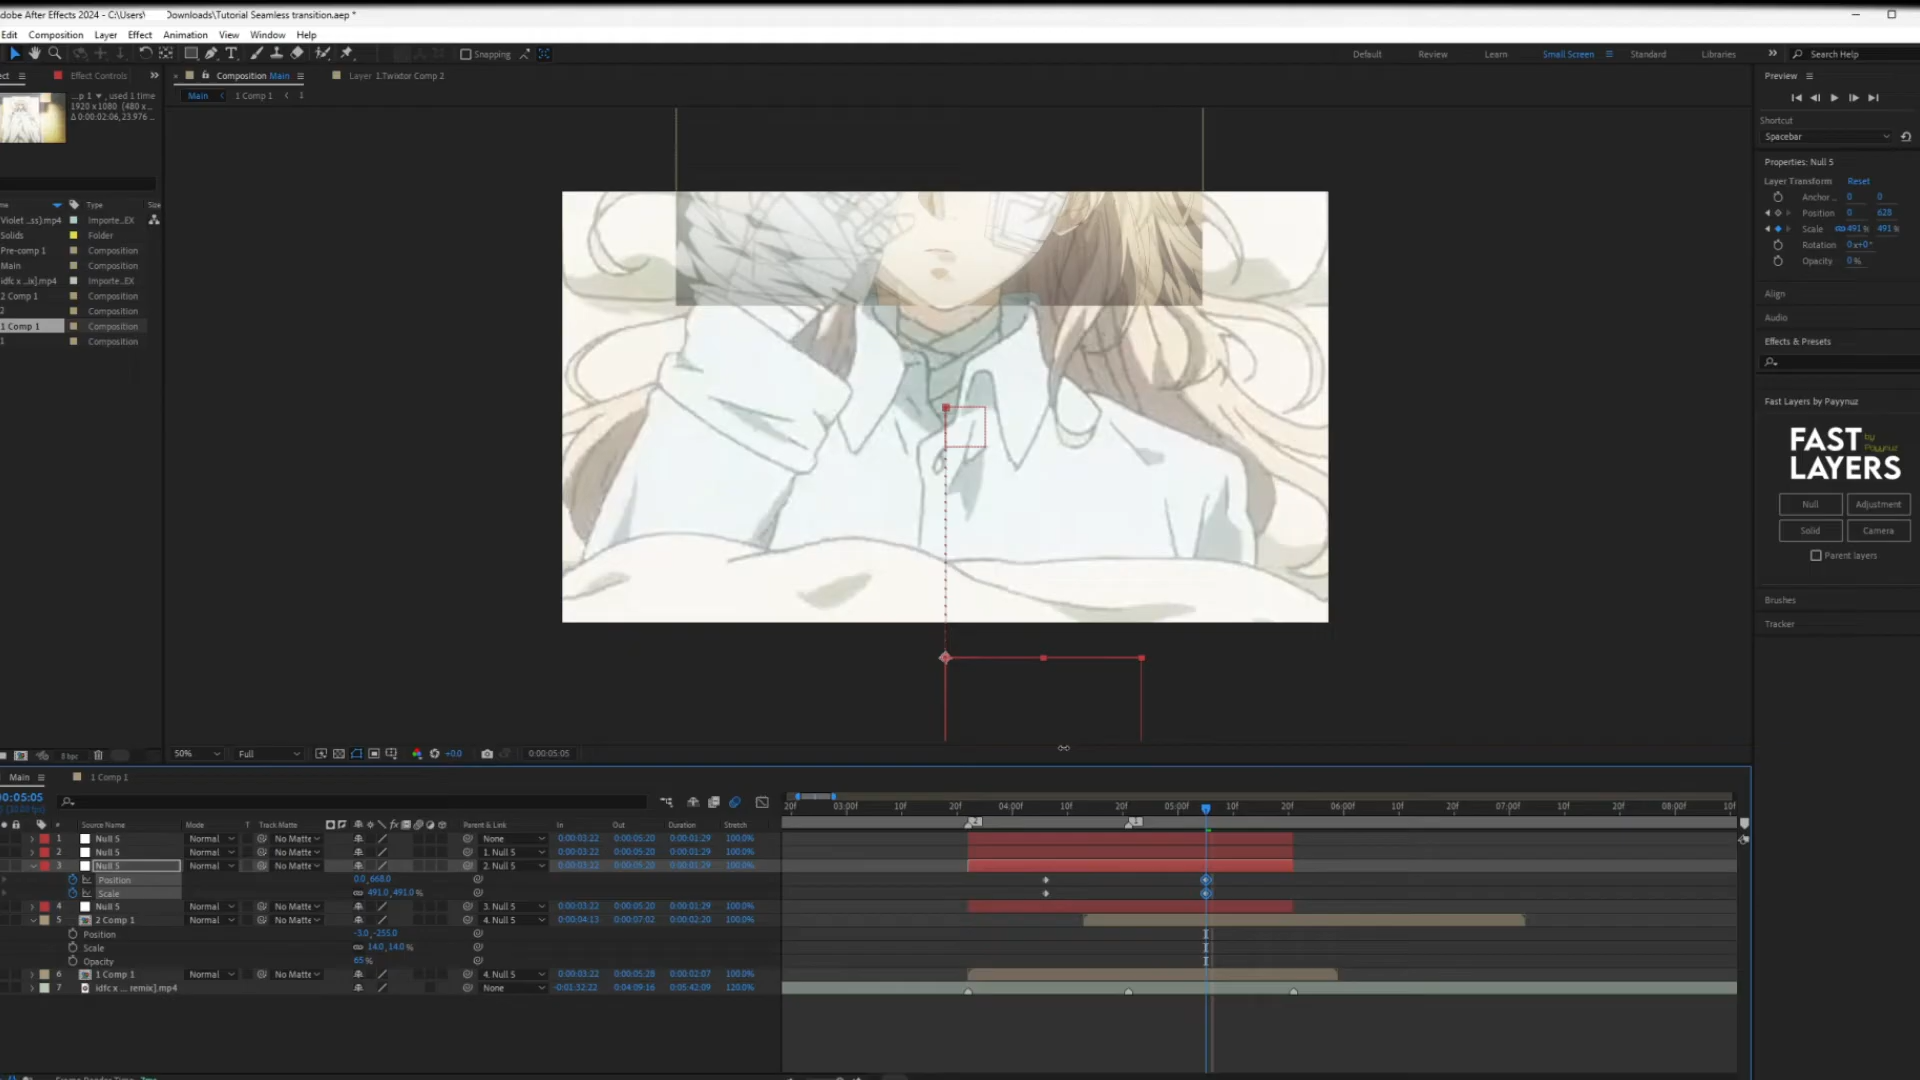 dobe After Effects 2024 - C:\Users\ Downloads\Tutorial Seamless transition.aep *
Edit Composition Layer Effect Animation View Window Help
Snapping
Default Review Learn Small Screen Standard Libraries Search Help
ect Effect Controls
Composition Main
Layer 1.Twixtor Comp 2
Main 1 Comp 1 1
...p 1 , used 1 time
1920 x 1080 (480 x...
Δ 0:00:02:06, 23.976 ...
Type Siz
Violet ...ss].mp4 Importe...EX
Solids Folder
Pre-comp 1 Composition
Main Composition
idfc x ...ix].mp4 Importe...EX
2 Comp 1 Composition
2 Composition
1 Comp 1 Composition
1 Composition
8 bpc
50% Full +0.0 0:00:05:05
Preview
Shortcut
Spacebar
Properties: Null 5
Layer Transform Reset
Anchor ... 0 0
Position 0 628
Scale 491 % 491 %
Rotation 0x+0°
Opacity 0 %
Align
Audio
Effects & Presets
Fast Layers by Payynuz
FAST by Payynuz
LAYERS
Null Adjustment
Solid Camera
Parent layers
Brushes
Tracker
Main 1 Comp 1
0:00:05:05
20f 03:00f 10f 20f 04:00f 10f 20f 05:00f 10f 20f 06:00f 10f 20f 07:00f 10f 20f 08:00f 10f
# Source Name Mode T Track Matte Parent & Link In Out Duration Stretch
2 1
1 Null 5 Normal No Matte None 0:00:03:22 0:00:05:20 0:00:01:29 100.0%
2 Null 5 Normal No Matte 1. Null 5 0:00:03:22 0:00:05:20 0:00:01:29 100.0%
3 Null 5 Normal No Matte 2. Null 5 0:00:03:22 0:00:05:20 0:00:01:29 100.0%
Position 0.0,668.0
Scale 491.0,491.0 %
4 Null 5 Normal No Matte 3. Null 5 0:00:03:22 0:00:05:20 0:00:01:29 100.0%
5 2 Comp 1 Normal No Matte 4. Null 5 0:00:04:13 0:00:07:02 0:00:02:20 100.0%
Position -3.0,-255.0
Scale 14.0,14.0 %
Opacity 65 %
6 1 Comp 1 Normal No Matte 4. Null 5 0:00:03:22 0:00:05:28 0:00:02:07 100.0%
7 idfc x ... remix].mp4 None -0:01:32:22 0:04:09:16 0:05:42:09 120.0%
Frame Render Time 7ms